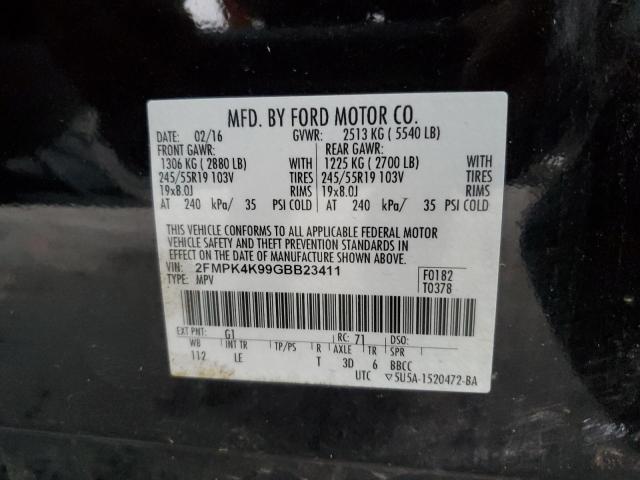 MFD. BY FORD MOTOR CO.
DATE: 02/16 GVWR: 2513 KG ( 5540 LB)
FRONT GAWR: REAR GAWR:
1306 KG ( 2880 LB) WITH 1225 KG ( 2700 LB) WITH
245/55R19 103V TIRES 245/55R19 103V TIRES
19x8.0J RIMS 19x8.0J RIMS
AT 240 kPa/ 35 PSI COLD AT 240 kPa/ 35 PSI COLD
THIS VEHICLE CONFORMS TO ALL APPLICABLE FEDERAL MOTOR
VEHICLE SAFETY AND THEFT PREVENTION STANDARDS IN EFFECT
ON THE DATE OF MANUFACTURE SHOWN ABOVE.
VIN: 2FMPK4K99GBB23411 F0182
TYPE: MPV T0378
EXT PNT: G1 RC: 71 DSO:
WB INT TR TP/PS R AXLE TR SPR
112 LE T 3D 6 BBCC
UTC ▽5U5A-1520472-BA